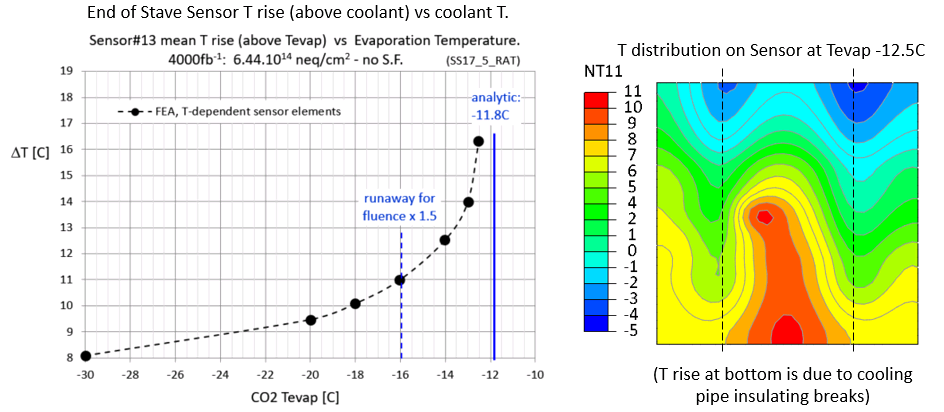 End of Stave Sensor T rise (above coolant) vs coolant T.
Sensor#13 mean T rise (above Tevap)  vs  Evaporation Temperature.
4000fb⁻¹:  6.44.10¹⁴ neq/cm² - no S.F.
(SS17_5_RAT)
19
18
17
16
15
14
13
12
11
10
9
8
ΔT [C]
FEA, T-dependent sensor elements
analytic:
-11.8C
runaway for
fluence x 1.5
-30
-28
-26
-24
-22
-20
-18
-16
-14
-12
-10
CO2 Tevap [C]
T distribution on Sensor at Tevap -12.5C
NT11
11
10
9
8
7
6
5
4
2
1
0
-1
-2
-3
-4
-5
(T rise at bottom is due to cooling
pipe insulating breaks)